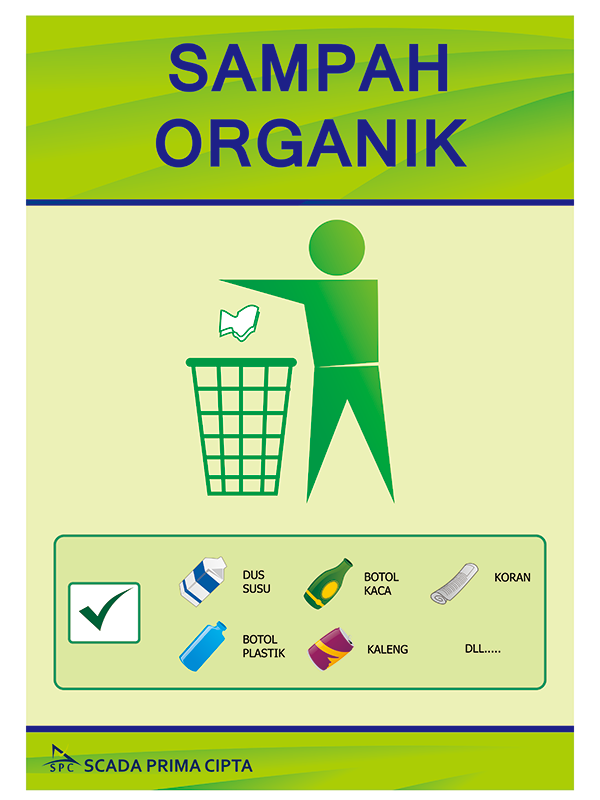 SAMPAH
ORGANIK
DUS
SUSU
BOTOL
KACA
KORAN
BOTOL
PLASTIK
KALENG
DLL.....
SPC SCADA PRIMA CIPTA